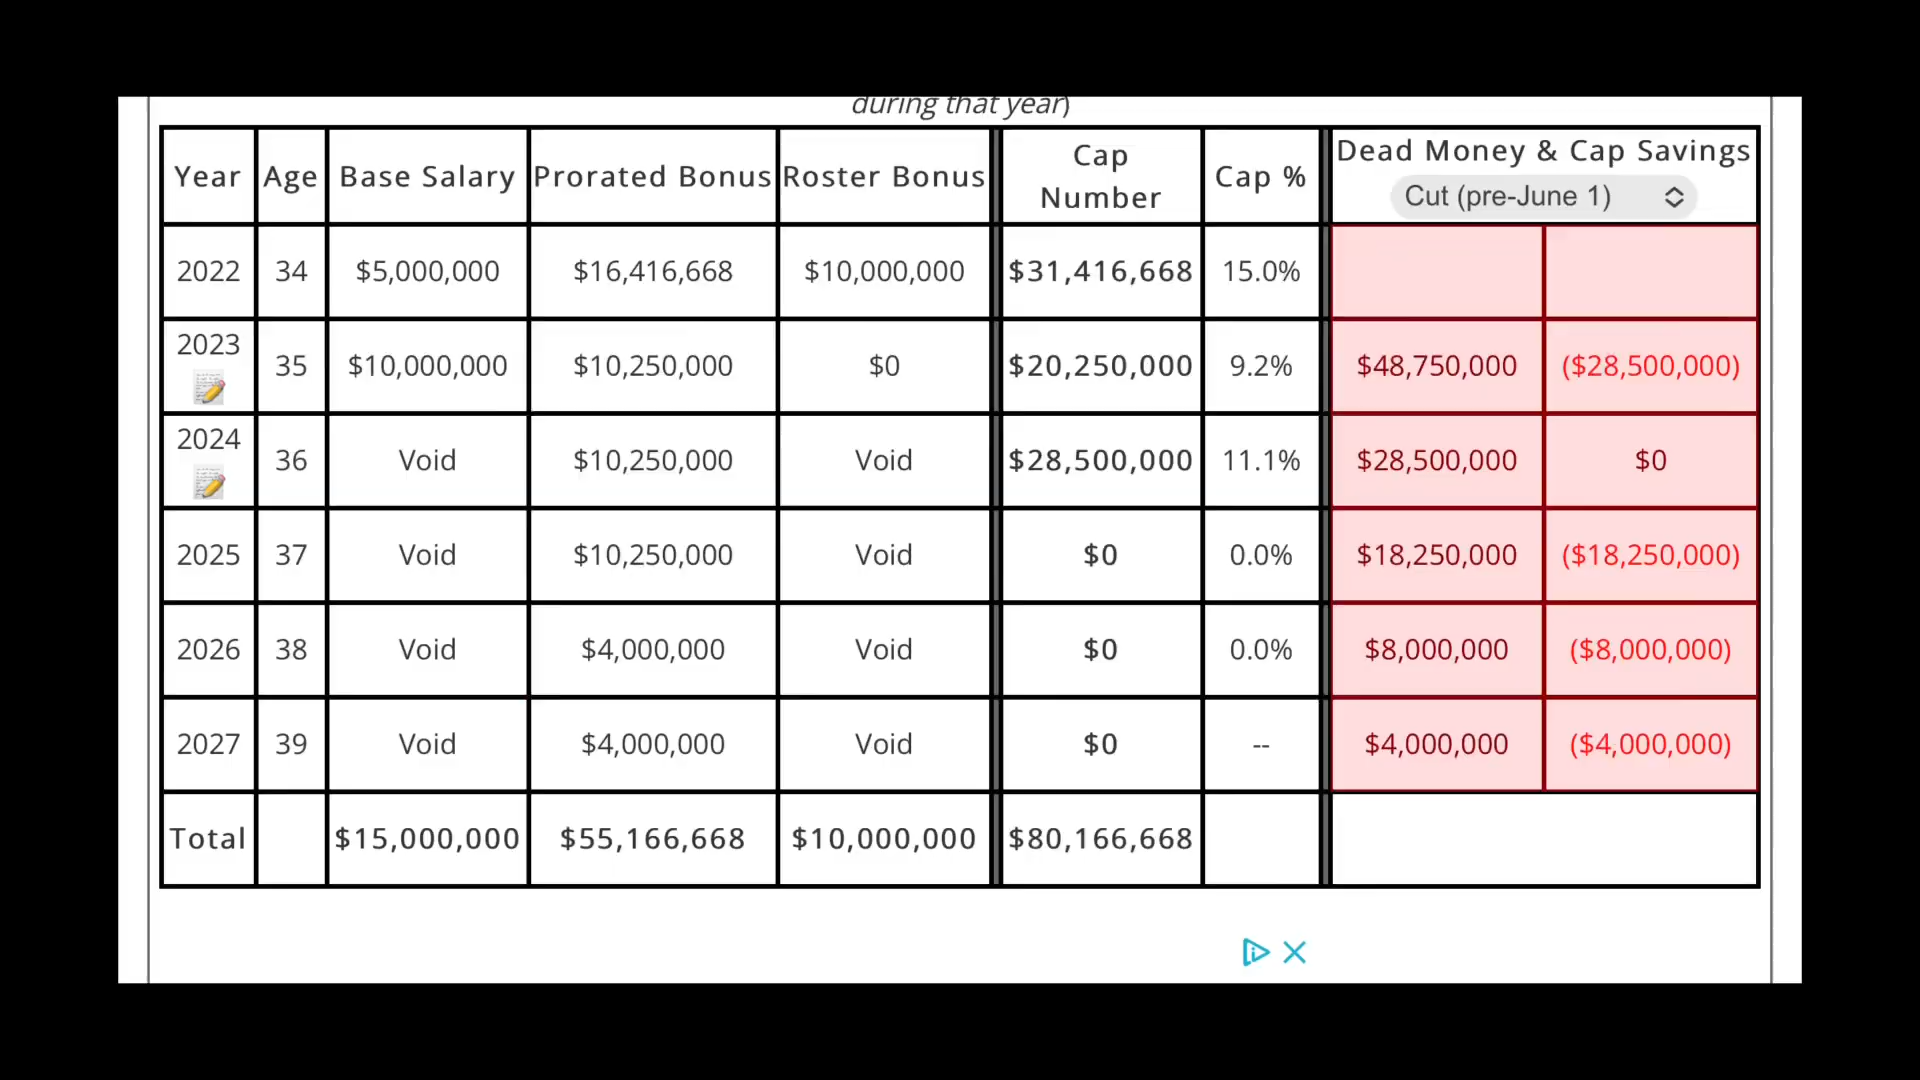 during that year)
Year Age Base Salary Prorated Bonus Roster Bonus Cap Number Cap % Dead Money & Cap Savings
Cut (pre-June 1)
2022 34 $5,000,000 $16,416,668 $10,000,000 $31,416,668 15.0%
2023 35 $10,000,000 $10,250,000 $0 $20,250,000 9.2% $48,750,000 ($28,500,000)
2024 36 Void $10,250,000 Void $28,500,000 11.1% $28,500,000 $0
2025 37 Void $10,250,000 Void $0 0.0% $18,250,000 ($18,250,000)
2026 38 Void $4,000,000 Void $0 0.0% $8,000,000 ($8,000,000)
2027 39 Void $4,000,000 Void $0 -- $4,000,000 ($4,000,000)
Total $15,000,000 $55,166,668 $10,000,000 $80,166,668